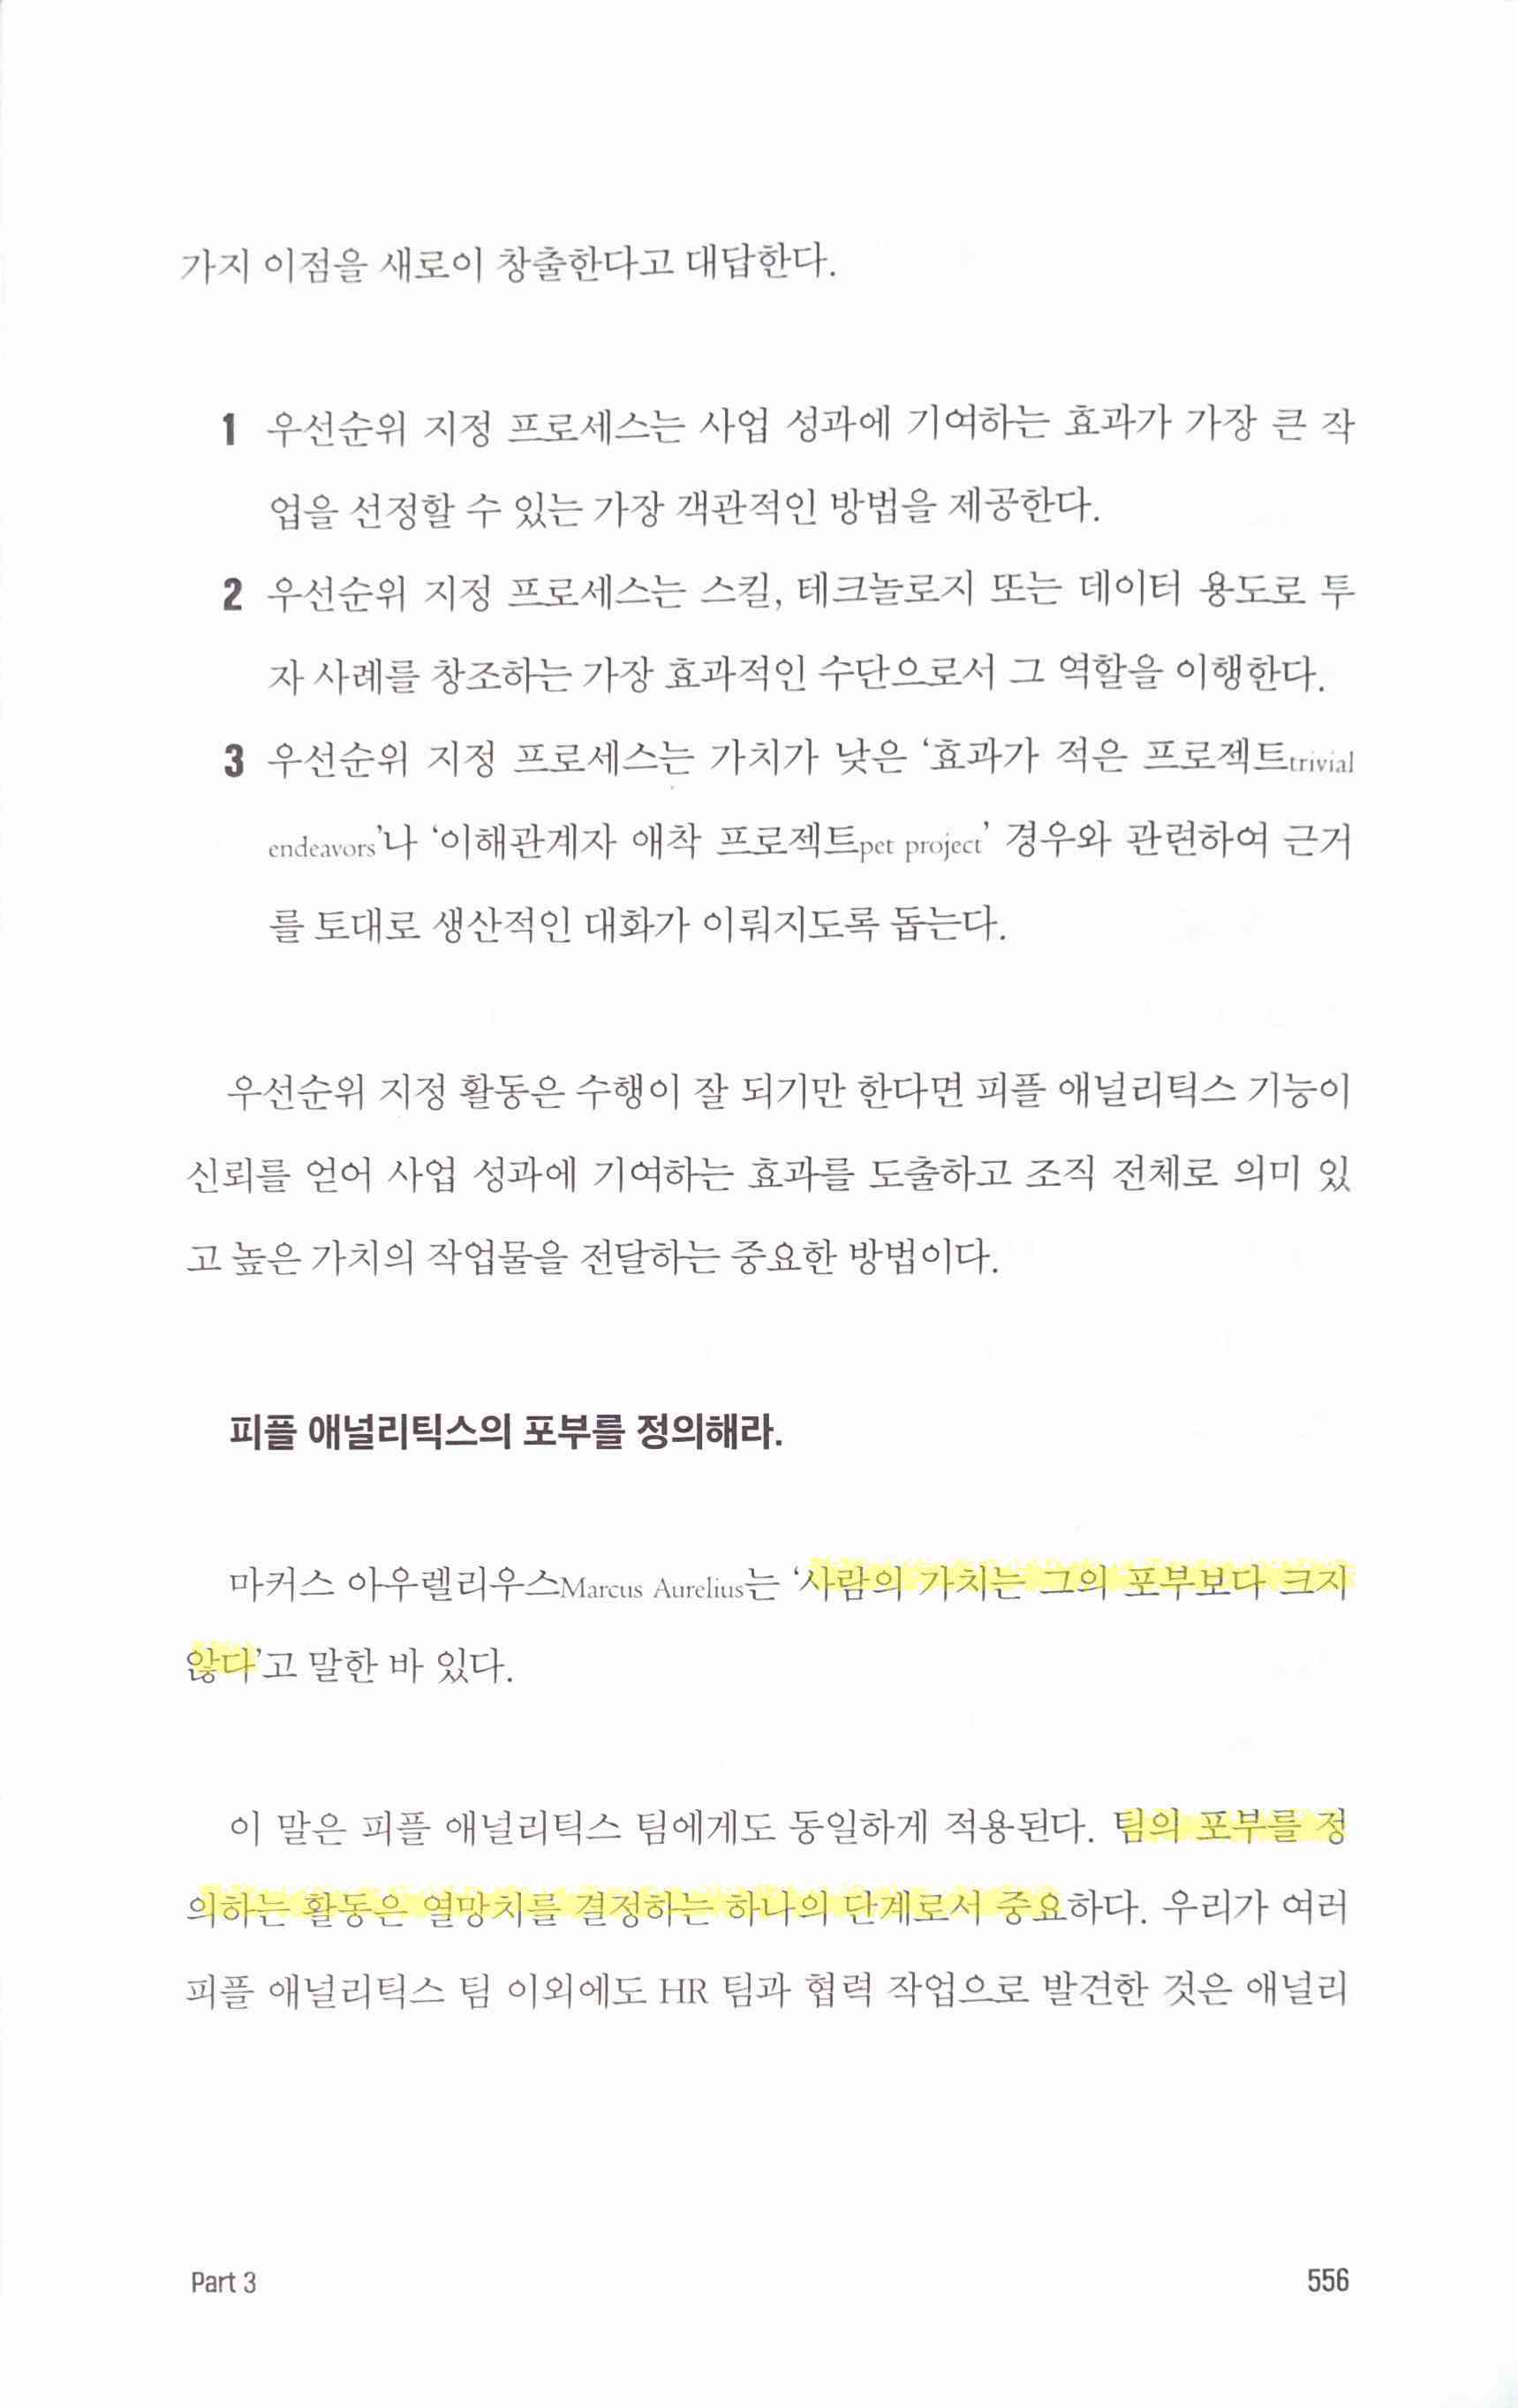 가지 이점을 새로이 창출한다고 대답한다.
1 우선순위 지정 프로세스는 사업 성과에 기여하는 효과가 가장 큰 작
업을 선정할 수 있는 가장 객관적인 방법을 제공한다.
2 우선순위 지정 프로세스는 스킬, 테크놀로지 또는 데이터 용도로 투
자 사례를 창조하는 가장 효과적인 수단으로서 그 역할을 이행한다.
3 우선순위 지정 프로세스는 가치가 낮은 ‘효과가 적은 프로젝트trivial
endeavors’나 ‘이해관계자 애착 프로젝트pet project’ 경우와 관련하여 근거
를 토대로 생산적인 대화가 이뤄지도록 돕는다.
우선순위 지정 활동은 수행이 잘 되기만 한다면 피플 애널리틱스 기능이
신뢰를 얻어 사업 성과에 기여하는 효과를 도출하고 조직 전체로 의미 있
고 높은 가치의 작업물을 전달하는 중요한 방법이다.
피플 애널리틱스의 포부를 정의해라.
마커스 아우렐리우스Marcus Aurelius는 ‘사람의 가치는 그의 포부보다 크지
않다’고 말한 바 있다.
이 말은 피플 애널리틱스 팀에게도 동일하게 적용된다. 팀의 포부를 정
의하는 활동은 열망치를 결정하는 하나의 단계로서 중요하다. 우리가 여러
피플 애널리틱스 팀 이외에도 HR 팀과 협력 작업으로 발견한 것은 애널리
Part 3
556